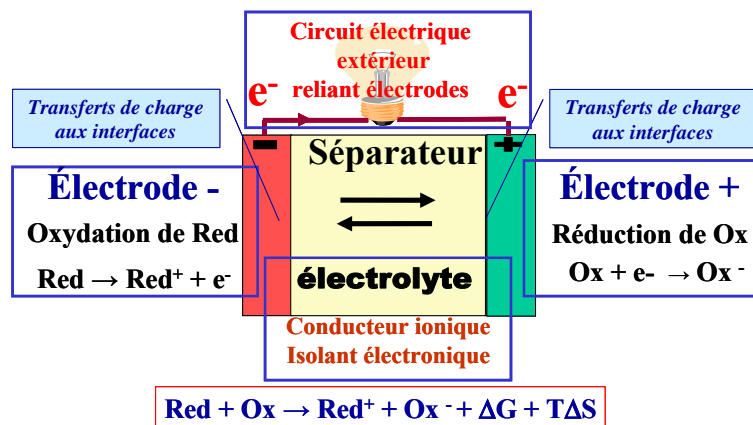 Circuit électrique
extérieur
reliant électrodes
e-
e-
Transferts de charge
aux interfaces
Transferts de charge
aux interfaces
-
+
Séparateur
Électrode -
Oxydation de Red
Red → Red⁺ + e-
Électrode +
Réduction de Ox
Ox + e- → Ox -
électrolyte
Conducteur ionique
Isolant électronique
Red + Ox → Red⁺ + Ox - + ΔG + TΔS